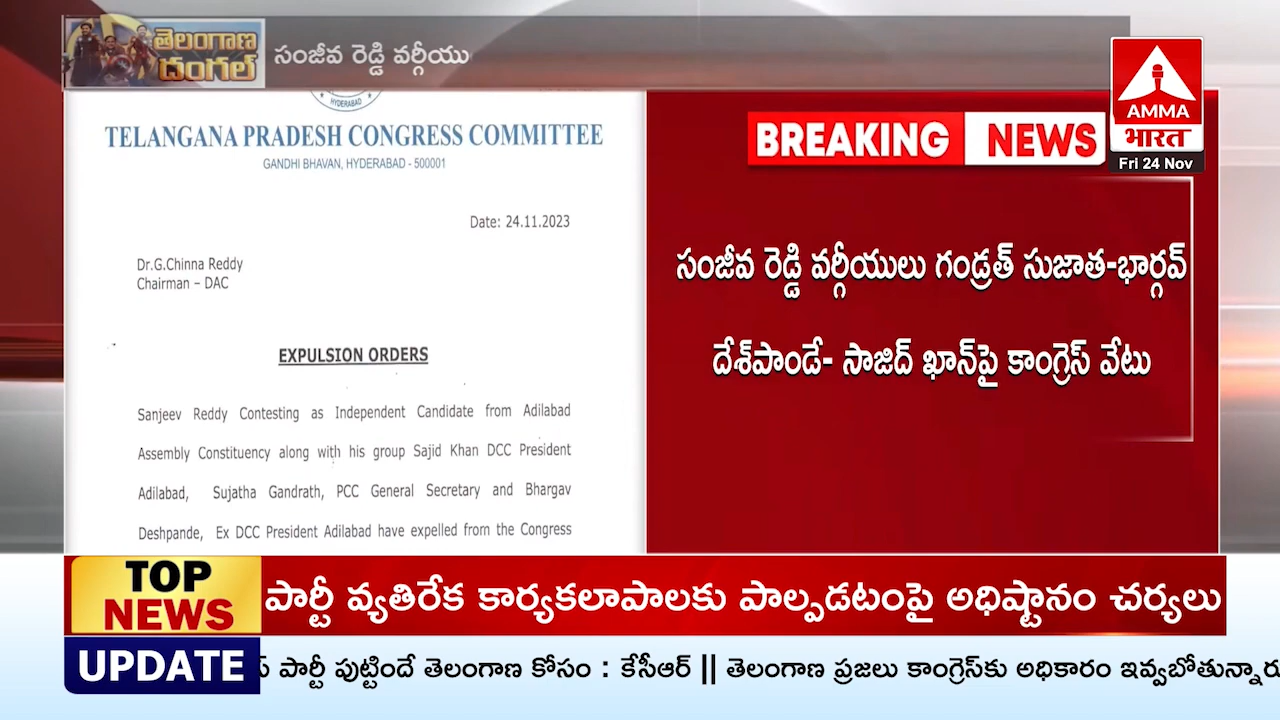 తెలంగాణ
దంగల్
సంజీవ రెడ్డి వర్గీయు
HYDERABAD
TELANGANA PRADESH CONGRESS COMMITTEE
GANDHI BHAVAN, HYDERABAD - 500001
Date: 24.11.2023
Dr.G.Chinna Reddy
Chairman – DAC
EXPULSION ORDERS
Sanjeev Reddy Contesting as Independent Candidate from Adilabad
Assembly Constituency along with his group Sajid Khan DCC President
Adilabad, Sujatha Gandrath, PCC General Secretary and Bhargav
Deshpande, Ex DCC President Adilabad have expelled from the Congress
AMMA
भारत
Fri 24 Nov
BREAKING NEWS
సంజీవ రెడ్డి వర్గీయులు గండ్రత్ సుజాత-భార్గవ్
దేశ్‌పాండే- సాజిద్ ఖాన్‌పై కాంగ్రెస్ వేటు
TOP
NEWS
పార్టీ వ్యతిరేక కార్యకలాపాలకు పాల్పడటంపై అధిష్టానం చర్యలు
UPDATE
పార్టీ పుట్టిందే తెలంగాణ కోసం : కేసీఆర్ || తెలంగాణ ప్రజలు కాంగ్రెస్‌కు అధికారం ఇవ్వబోతున్నారు